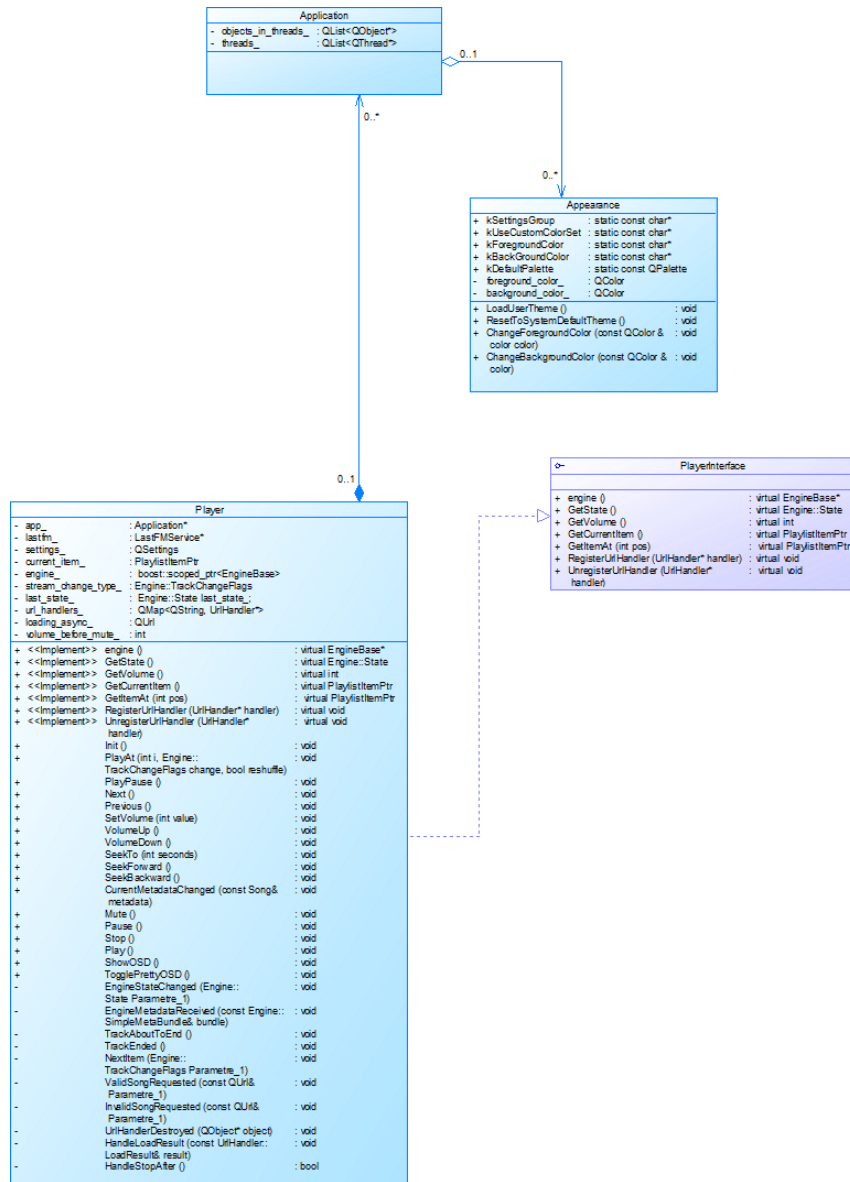 Application
- objects_in_threads_ : QList<QObject*>
- threads_ : QList<QThread*>
0..1
0..*
0..*
Appearance
+ kSettingsGroup : static const char*
+ kUseCustomColorSet : static const char*
+ kForegroundColor : static const char*
+ kBackGroundColor : static const char*
+ kDefaultPalette : static const QPalette
- foreground_color_ : QColor
- background_color_ : QColor
+ LoadUserTheme () : void
+ ResetToSystemDefaultTheme () : void
+ ChangeForegroundColor (const QColor & : void
color color)
+ ChangeBackgroundColor (const QColor & : void
color)
PlayerInterface
+ engine () : virtual EngineBase*
+ GetState () : virtual Engine::State
+ GetVolume () : virtual int
+ GetCurrentItem () : virtual PlaylistItemPtr
+ GetItemAt (int pos) : virtual PlaylistItemPtr
+ RegisterUrlHandler (UrlHandler* handler) : virtual void
+ UnregisterUrlHandler (UrlHandler* : virtual void
handler)
0..1
Player
- app_ : Application*
- lastfm_ : LastFMService*
- settings_ : QSettings
- current_item_ : PlaylistItemPtr
- engine_ : boost::scoped_ptr<EngineBase>
- stream_change_type_ : Engine::TrackChangeFlags
- last_state_ : Engine::State last_state_;
- url_handlers_ : QMap<QString, UrlHandler*>
- loading_async_ : QUrl
- volume_before_mute_ : int
+ <<Implement>> engine () : virtual EngineBase*
+ <<Implement>> GetState () : virtual Engine::State
+ <<Implement>> GetVolume () : virtual int
+ <<Implement>> GetCurrentItem () : virtual PlaylistItemPtr
+ <<Implement>> GetItemAt (int pos) : virtual PlaylistItemPtr
+ <<Implement>> RegisterUrlHandler (UrlHandler* handler) : virtual void
+ <<Implement>> UnregisterUrlHandler (UrlHandler* : virtual void
handler)
+ Init () : void
+ PlayAt (int i, Engine:: : void
TrackChangeFlags change, bool reshuffle)
+ PlayPause () : void
+ Next () : void
+ Previous () : void
+ SetVolume (int value) : void
+ VolumeUp () : void
+ VolumeDown () : void
+ SeekTo (int seconds) : void
+ SeekForward () : void
+ SeekBackward () : void
+ CurrentMetadataChanged (const Song& : void
metadata)
+ Mute () : void
+ Pause () : void
+ Stop () : void
+ Play () : void
+ ShowOSD () : void
+ TogglePrettyOSD () : void
- EngineStateChanged (Engine:: : void
State Parametre_1)
- EngineMetadataReceived (const Engine:: : void
SimpleMetaBundle& bundle)
- TrackAboutToEnd () : void
- TrackEnded () : void
- NextItem (Engine:: : void
TrackChangeFlags Parametre_1)
- ValidSongRequested (const QUrl& : void
Parametre_1)
- InvalidSongRequested (const QUrl& : void
Parametre_1)
- UrlHandlerDestroyed (QObject* object) : void
- HandleLoadResult (const UrlHandler:: : void
LoadResult& result)
- HandleStopAfter () : bool